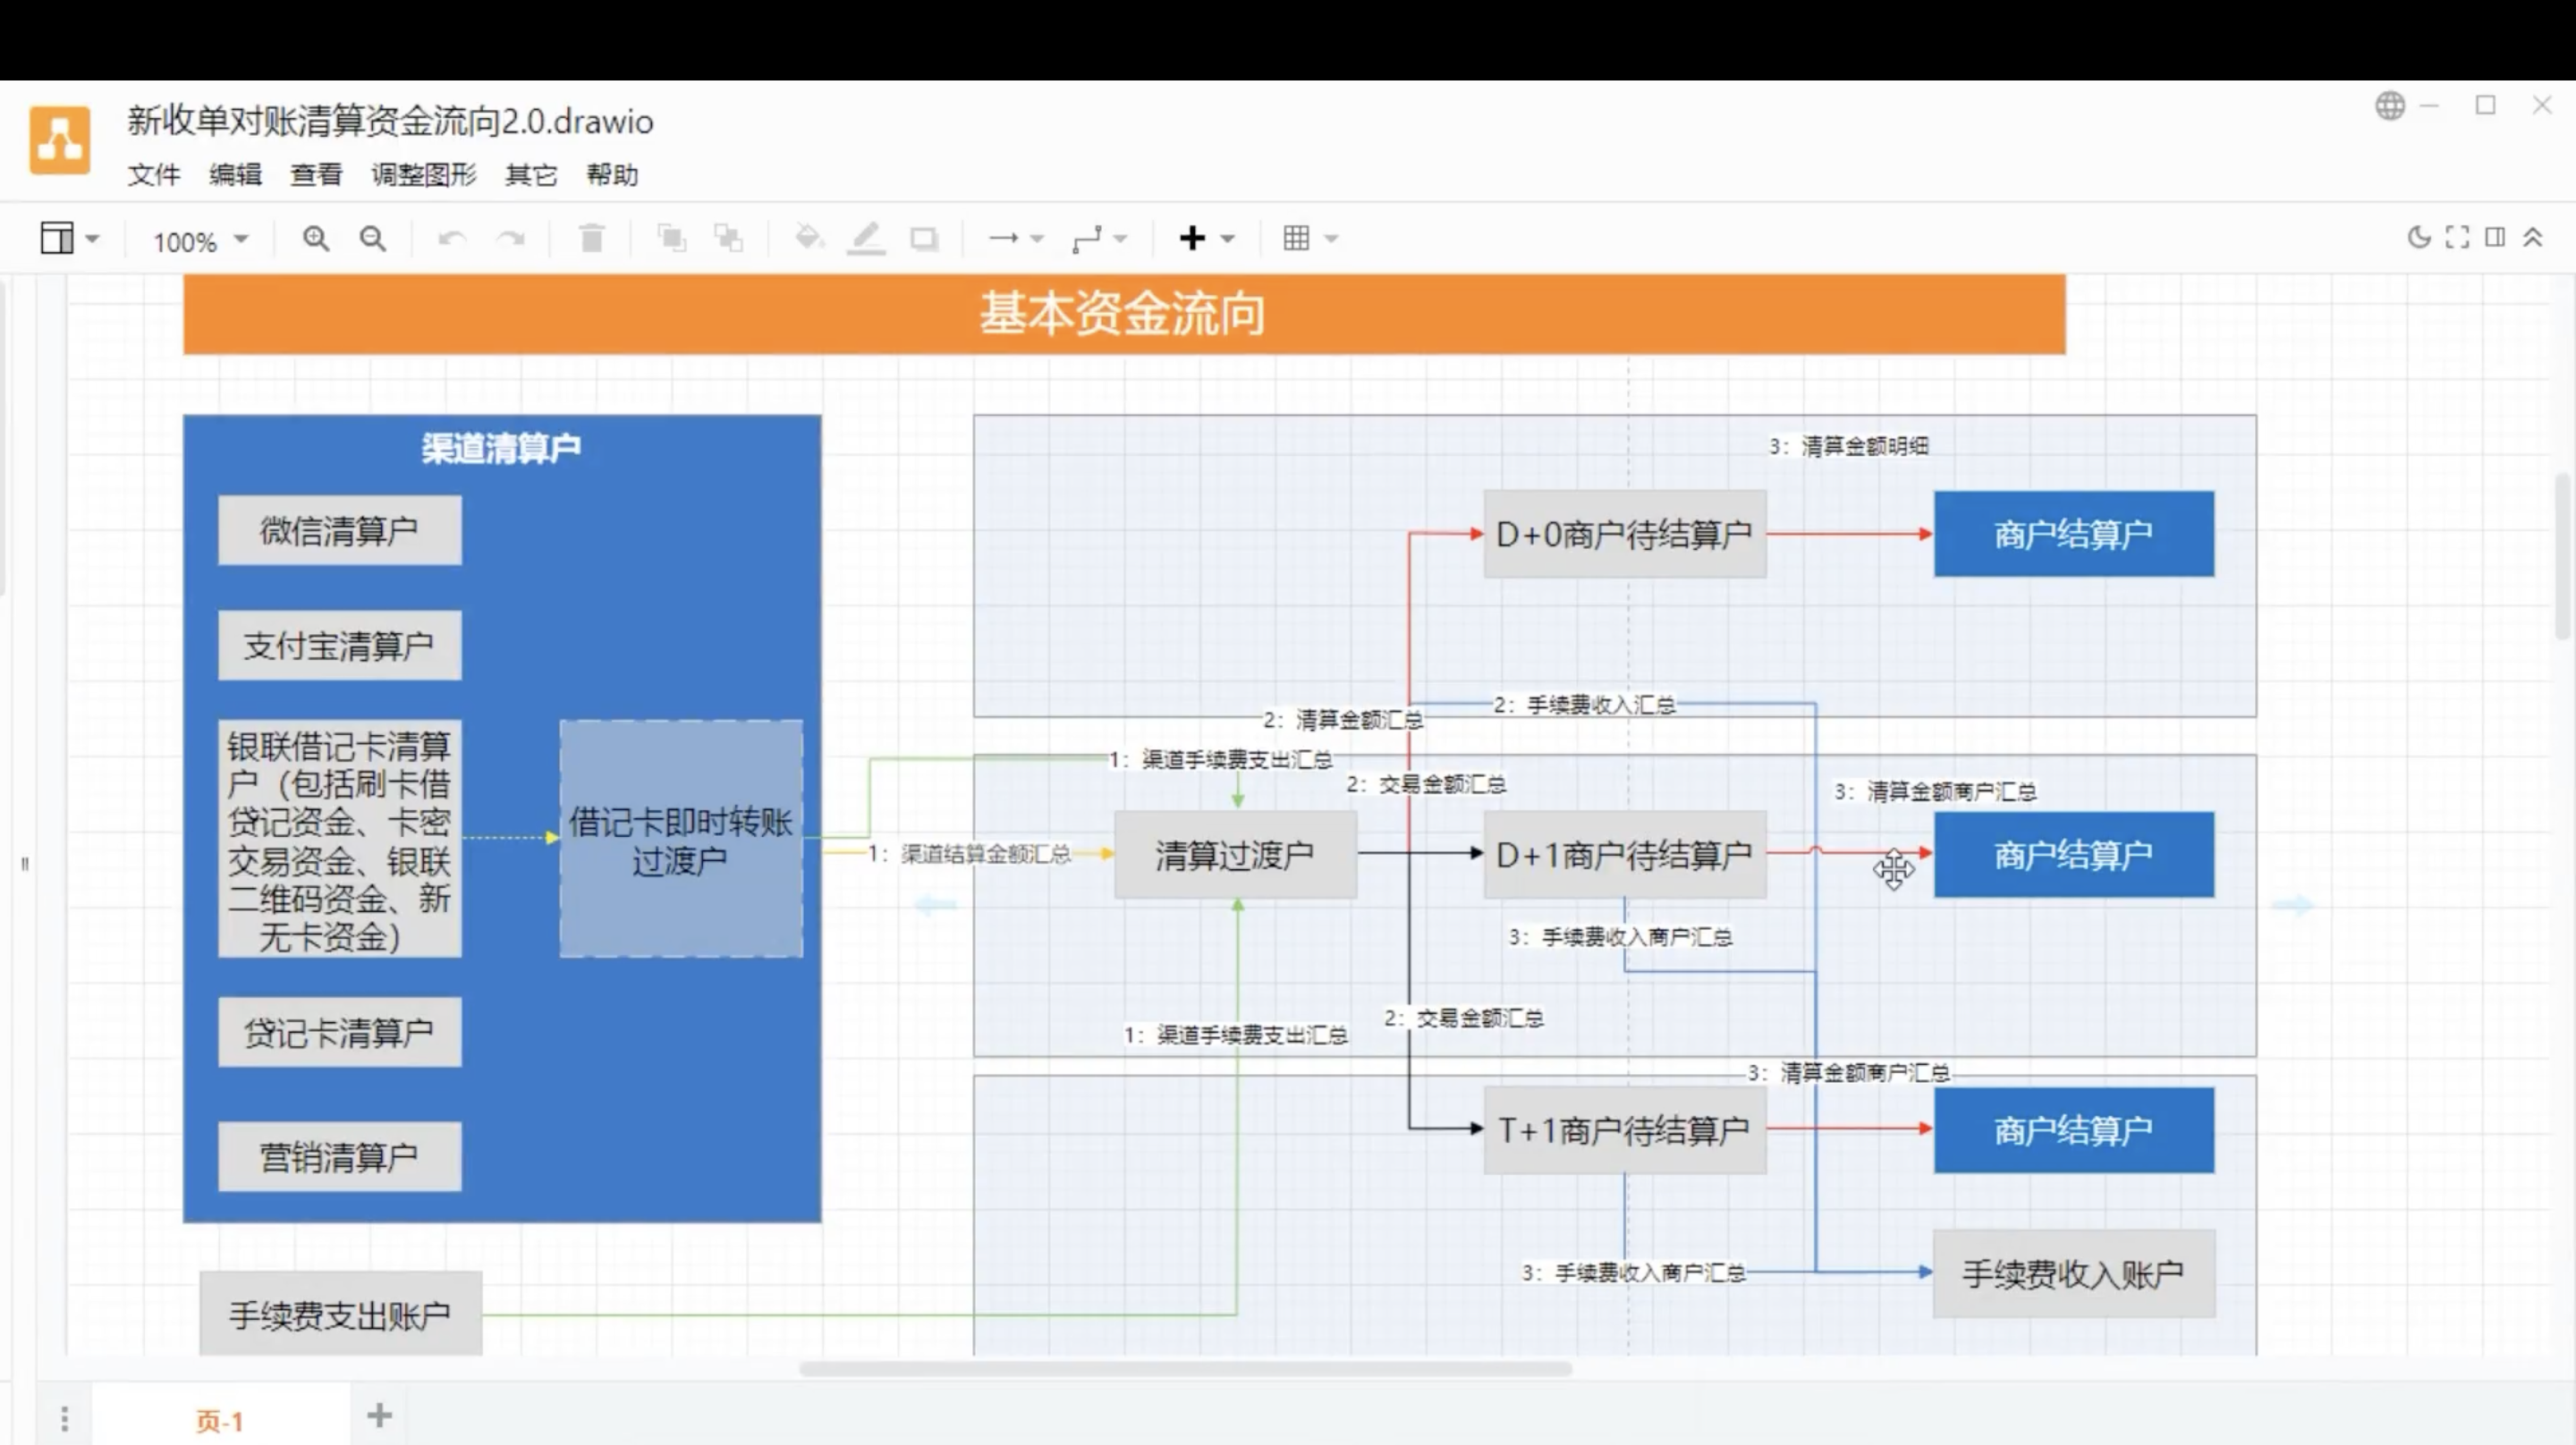 新收单对账清算资金流向2.0.drawio
文件 编辑 查看 调整图形 其它 帮助
100%
基本资金流向
渠道清算户
微信清算户
支付宝清算户
银联借记卡清算
户（包括刷卡借
贷记资金、卡密
交易资金、银联
二维码资金、新
无卡资金）
借记卡即时转账
过渡户
贷记卡清算户
营销清算户
手续费支出账户
3：清算金额明细
D+0商户待结算户
商户结算户
2：手续费收入汇总
2：清算金额汇总
1：渠道手续费支出汇总
2：交易金额汇总
3：清算金额商户汇总
1：渠道结算金额汇总
清算过渡户
D+1商户待结算户
商户结算户
3：手续费收入商户汇总
2：交易金额汇总
1：渠道手续费支出汇总
3：清算金额商户汇总
T+1商户待结算户
商户结算户
3：手续费收入商户汇总
手续费收入账户
页-1